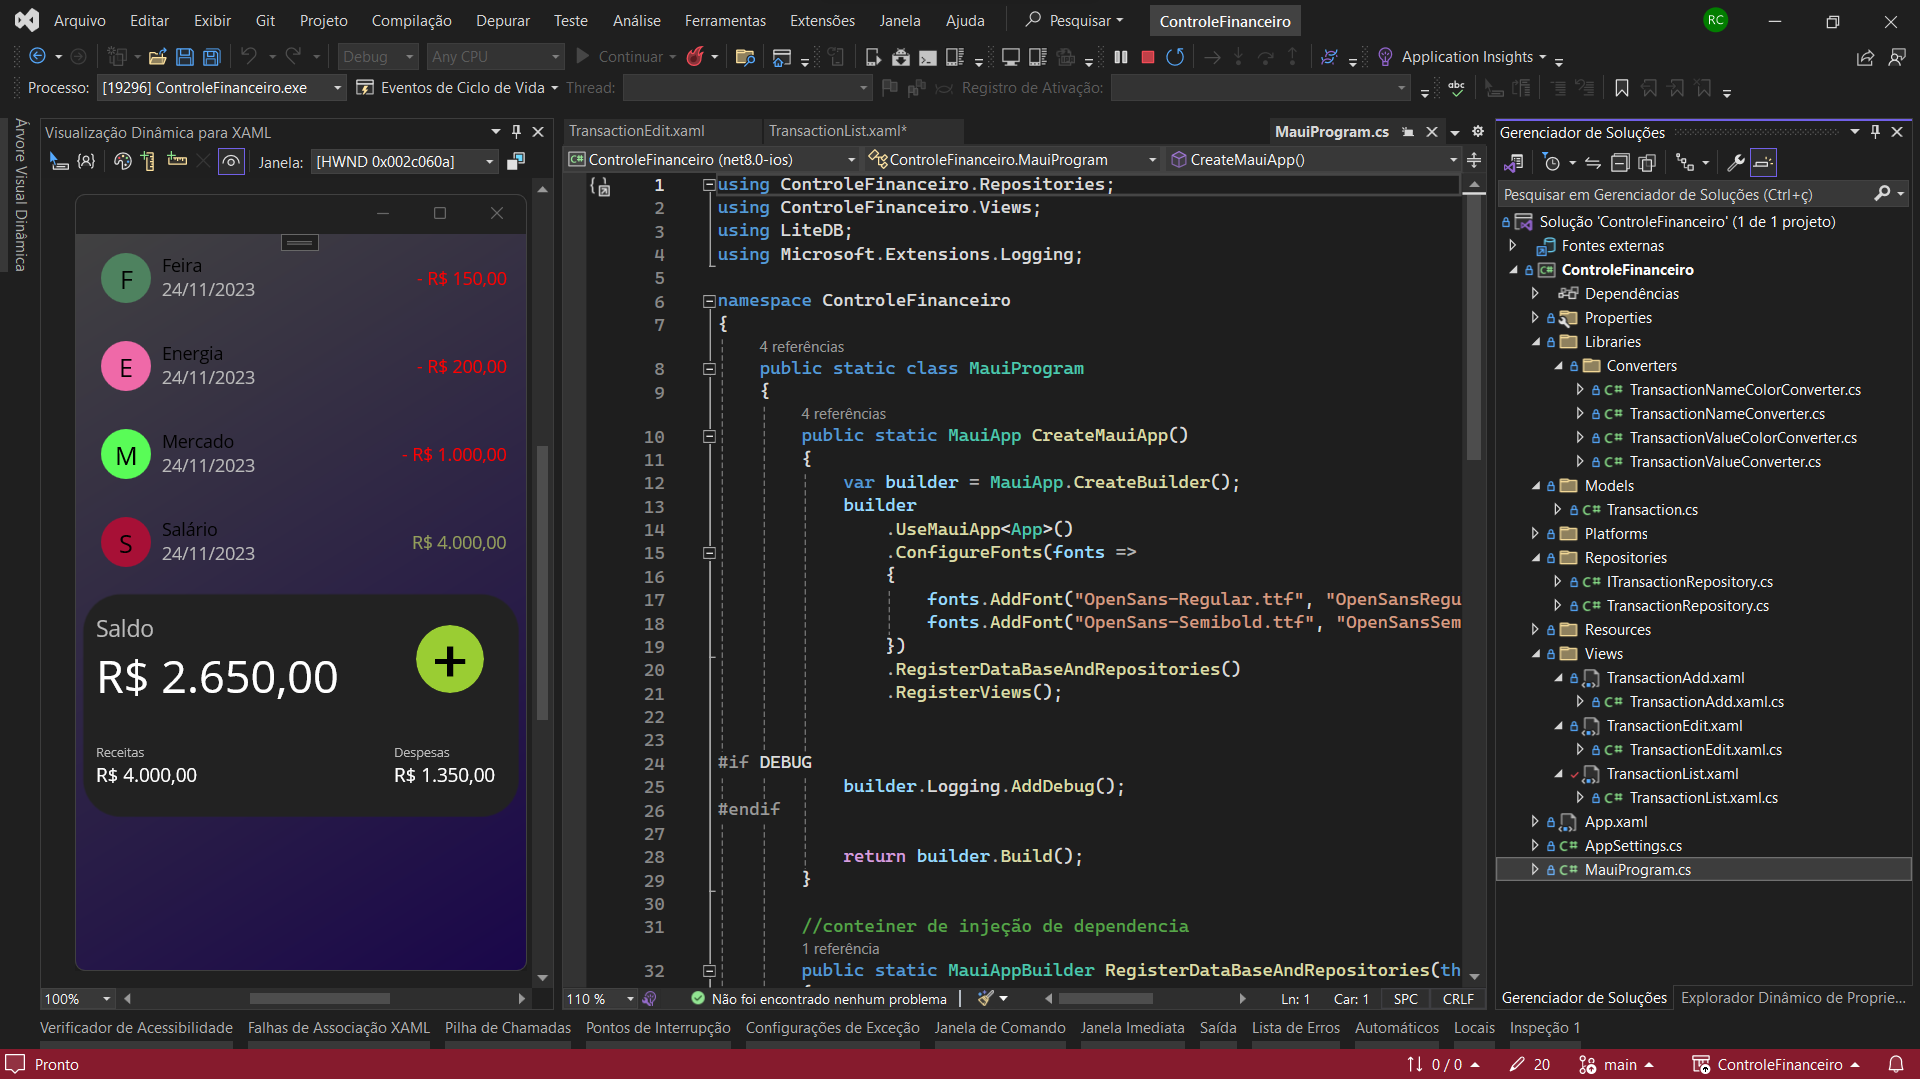 Arquivo Editar Exibir Git Projeto Compilação Depurar Teste Análise Ferramentas Extensões Janela Ajuda Pesquisar ControleFinanceiro RC
Debug Any CPU Continuar Application Insights
Processo: [19296] ControleFinanceiro.exe Eventos de Ciclo de Vida Thread: Registro de Ativação:
Árvore Visual Dinâmica
Visualização Dinâmica para XAML
Janela: [HWND 0x002c060a]
F Feira
24/11/2023
- R$ 150,00
E Energia
24/11/2023
- R$ 200,00
M Mercado
24/11/2023
- R$ 1.000,00
S Salário
24/11/2023
R$ 4.000,00
Saldo
R$ 2.650,00
+
Receitas Despesas
R$ 4.000,00 R$ 1.350,00
100%
TransactionEdit.xaml TransactionList.xaml* MauiProgram.cs
ControleFinanceiro (net8.0-ios) ControleFinanceiro.MauiProgram CreateMauiApp()
1 using ControleFinanceiro.Repositories;
2 using ControleFinanceiro.Views;
3 using LiteDB;
4 using Microsoft.Extensions.Logging;
5
6 namespace ControleFinanceiro
7 {
4 referências
8 public static class MauiProgram
9 {
4 referências
10 public static MauiApp CreateMauiApp()
11 {
12 var builder = MauiApp.CreateBuilder();
13 builder
14 .UseMauiApp<App>()
15 .ConfigureFonts(fonts =>
16 {
17 fonts.AddFont("OpenSans-Regular.ttf", "OpenSansRegu
18 fonts.AddFont("OpenSans-Semibold.ttf", "OpenSansSem
19 })
20 .RegisterDataBaseAndRepositories()
21 .RegisterViews();
22
23
24 #if DEBUG
25 builder.Logging.AddDebug();
26 #endif
27
28 return builder.Build();
29 }
30
31 //conteiner de injeção de dependencia
1 referência
32 public static MauiAppBuilder RegisterDataBaseAndRepositories(th
110 % Não foi encontrado nenhum problema Ln: 1 Car: 1 SPC CRLF
Gerenciador de Soluções
Pesquisar em Gerenciador de Soluções (Ctrl+ç)
Solução 'ControleFinanceiro' (1 de 1 projeto)
Fontes externas
C# ControleFinanceiro
Dependências
Properties
Libraries
Converters
C# TransactionNameColorConverter.cs
C# TransactionNameConverter.cs
C# TransactionValueColorConverter.cs
C# TransactionValueConverter.cs
Models
C# Transaction.cs
Platforms
Repositories
C# ITransactionRepository.cs
C# TransactionRepository.cs
Resources
Views
TransactionAdd.xaml
C# TransactionAdd.xaml.cs
TransactionEdit.xaml
C# TransactionEdit.xaml.cs
TransactionList.xaml
C# TransactionList.xaml.cs
App.xaml
C# AppSettings.cs
C# MauiProgram.cs
Gerenciador de Soluções Explorador Dinâmico de Proprie...
Verificador de Acessibilidade Falhas de Associação XAML Pilha de Chamadas Pontos de Interrupção Configurações de Exceção Janela de Comando Janela Imediata Saída Lista de Erros Automáticos Locais Inspeção 1
Pronto 0 / 0 20 main ControleFinanceiro